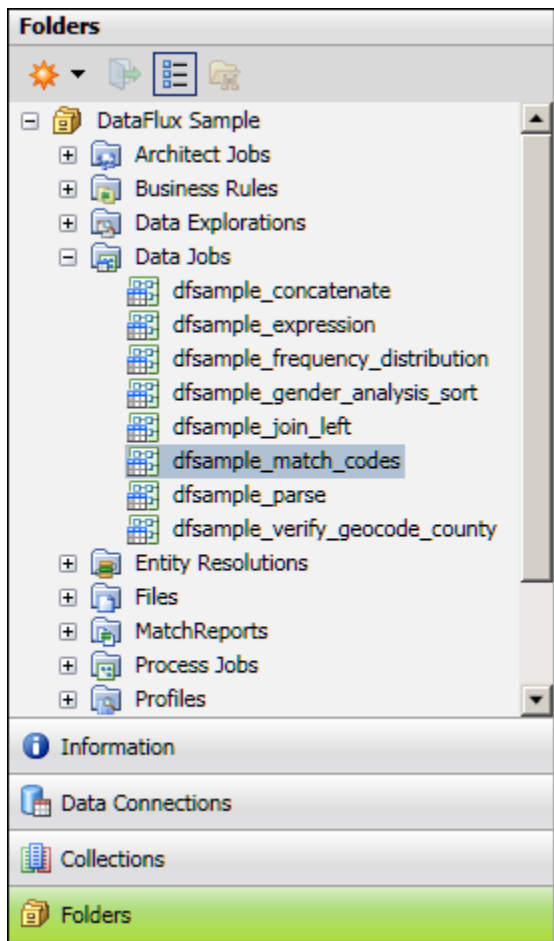 Folders
DataFlux Sample
Architect Jobs
Business Rules
Data Explorations
Data Jobs
dfsample_concatenate
dfsample_expression
dfsample_frequency_distribution
dfsample_gender_analysis_sort
dfsample_join_left
dfsample_match_codes
dfsample_parse
dfsample_verify_geocode_county
Entity Resolutions
Files
MatchReports
Process Jobs
Profiles
Information
Data Connections
Collections
Folders